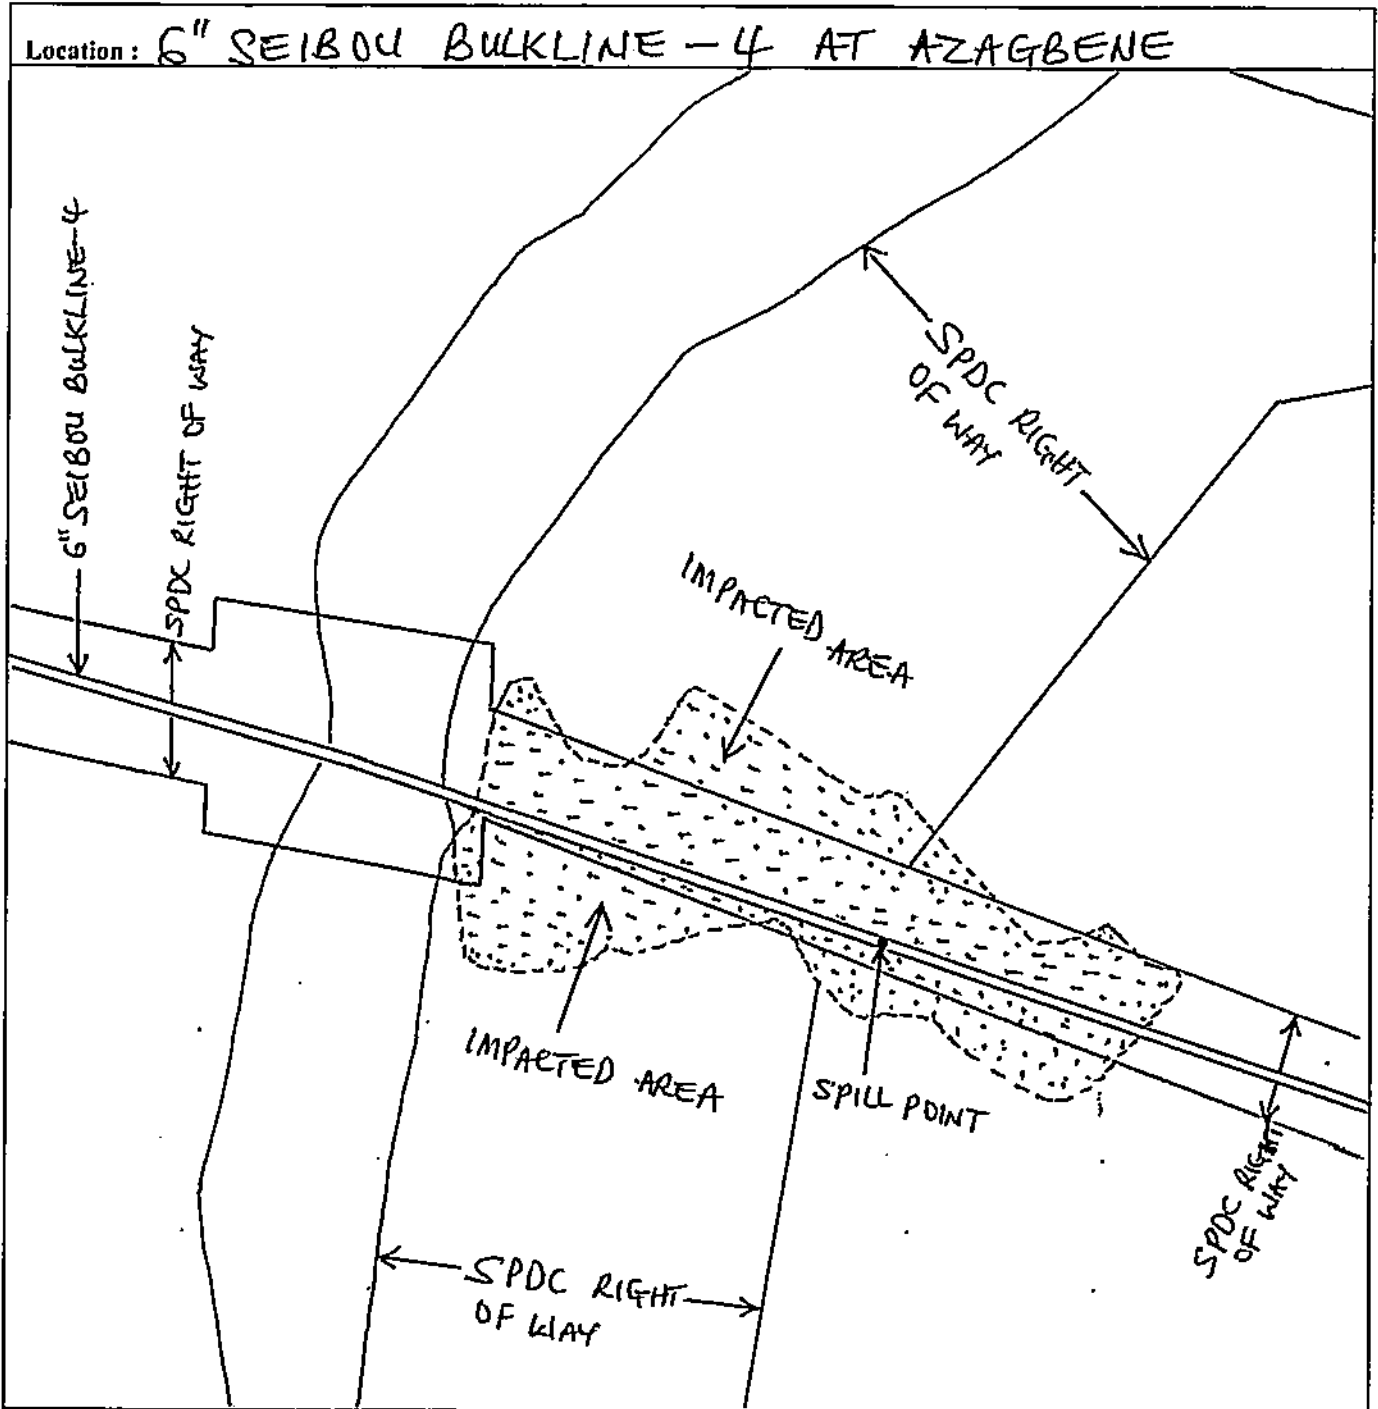 Location : 6" SEIBOU BULKLINE - 4 AT AZAGBENE
6" SEIBOU BULKLINE-4
SPDC RIGHT OF WAY
SPDC RIGHT
OF WAY
IMPACTED AREA
IMPACTED AREA
SPILL POINT
SPDC RIGHT
OF WAY
SPDC RIGHT
OF WAY